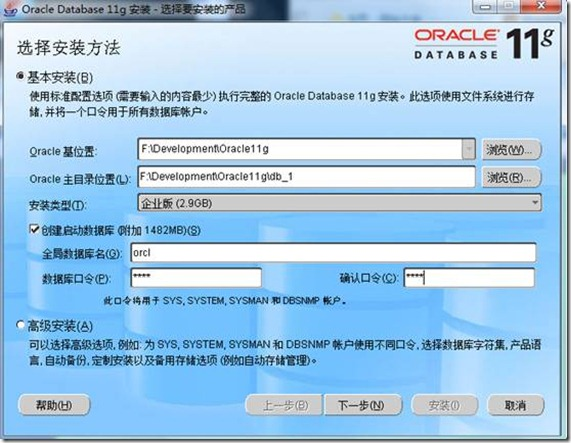 Oracle Database 11g 安装 - 选择要安装的产品
选择安装方法
ORACLE
DATABASE 11g
基本安装(B)
使用标准配置选项 (需要输入的内容最少) 执行完整的 Oracle Database 11g 安装。此选项使用文件系统进行存
储, 并将一个口令用于所有数据库帐户。
Oracle 基位置: F:\Development\Oracle11g 浏览(W)...
Oracle 主目录位置(L): F:\Development\Oracle11g\db_1 浏览(R)...
安装类型(T): 企业版 (2.9GB)
创建启动数据库 (附加 1482MB)(S)
全局数据库名(G): orcl
数据库口令(P): **** 确认口令(C): ****
此口令将用于 SYS, SYSTEM, SYSMAN 和 DBSNMP 帐户。
高级安装(A)
可以选择高级选项, 例如: 为 SYS, SYSTEM, SYSMAN 和 DBSNMP 帐户使用不同口令, 选择数据库字符集, 产品语
言, 自动备份, 定制安装以及备用存储选项 (例如自动存储管理)。
帮助(H) 上一步(B) 下一步(N) 安装(I) 取消